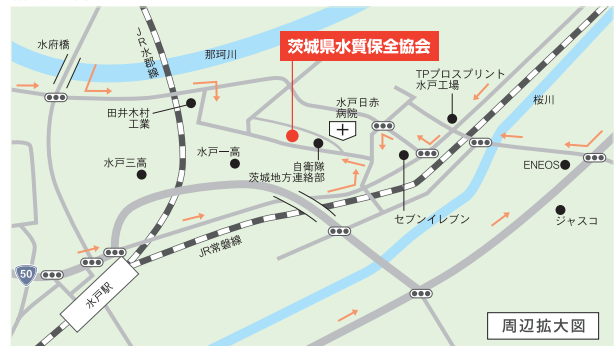 水府橋
JR水郡線
那珂川
茨城県水質保全協会
TPプロスプリント
水戸工場
桜川
田井木村
工業
水戸日赤
病院
水戸三高
水戸一高
自衛隊
茨城地方連絡部
ENEOS
セブンイレブン
ジャスコ
JR常磐線
50
水戸駅
周辺拡大図